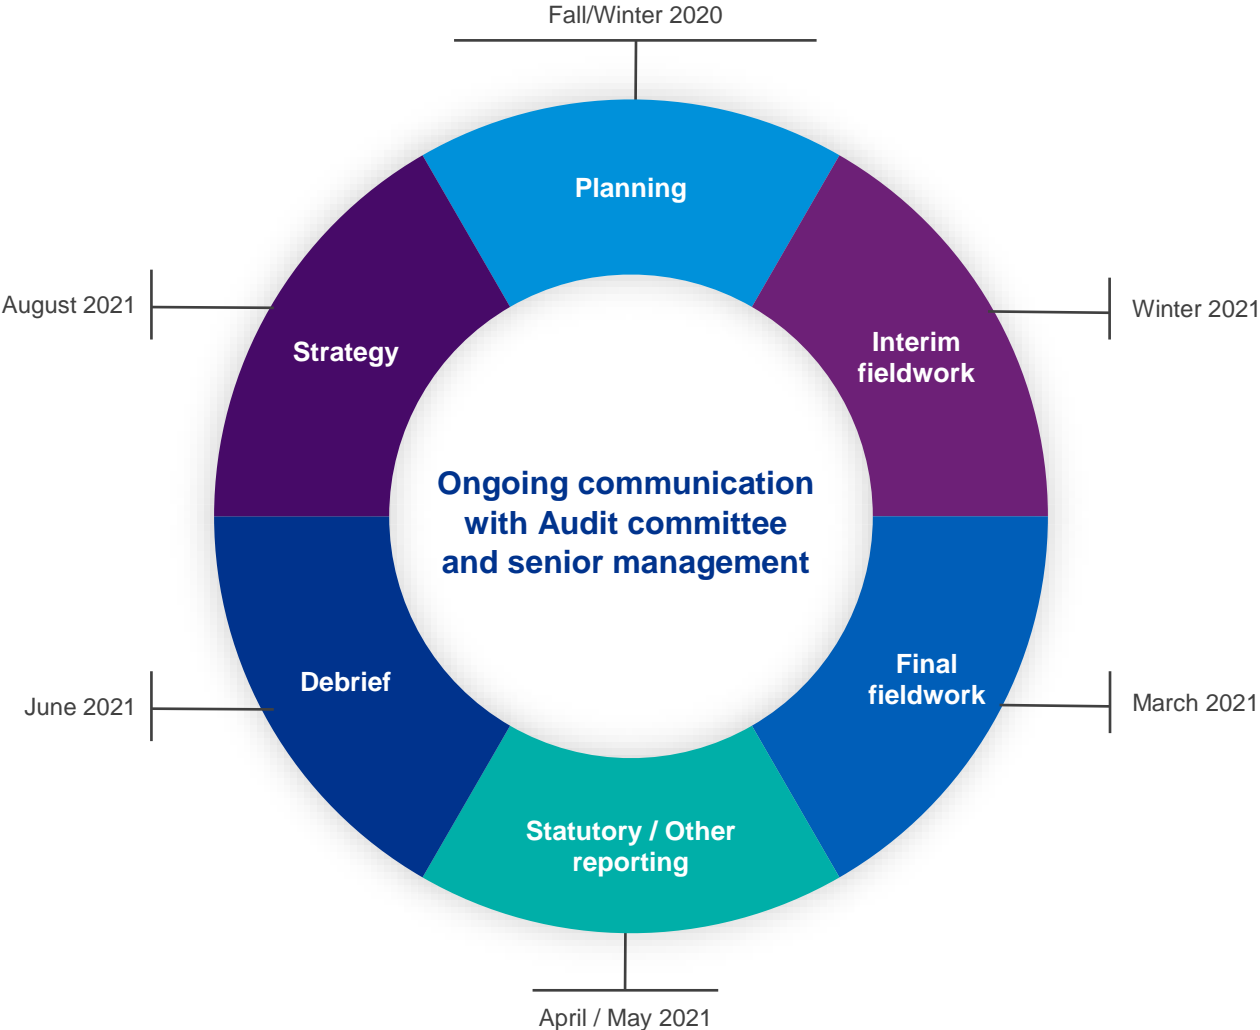 Fall/Winter 2020
Planning
August 2021
Strategy
Interim
fieldwork
Winter 2021
Ongoing communication
with Audit committee
and senior management
June 2021
Debrief
Final
fieldwork
March 2021
Statutory / Other
reporting
April / May 2021